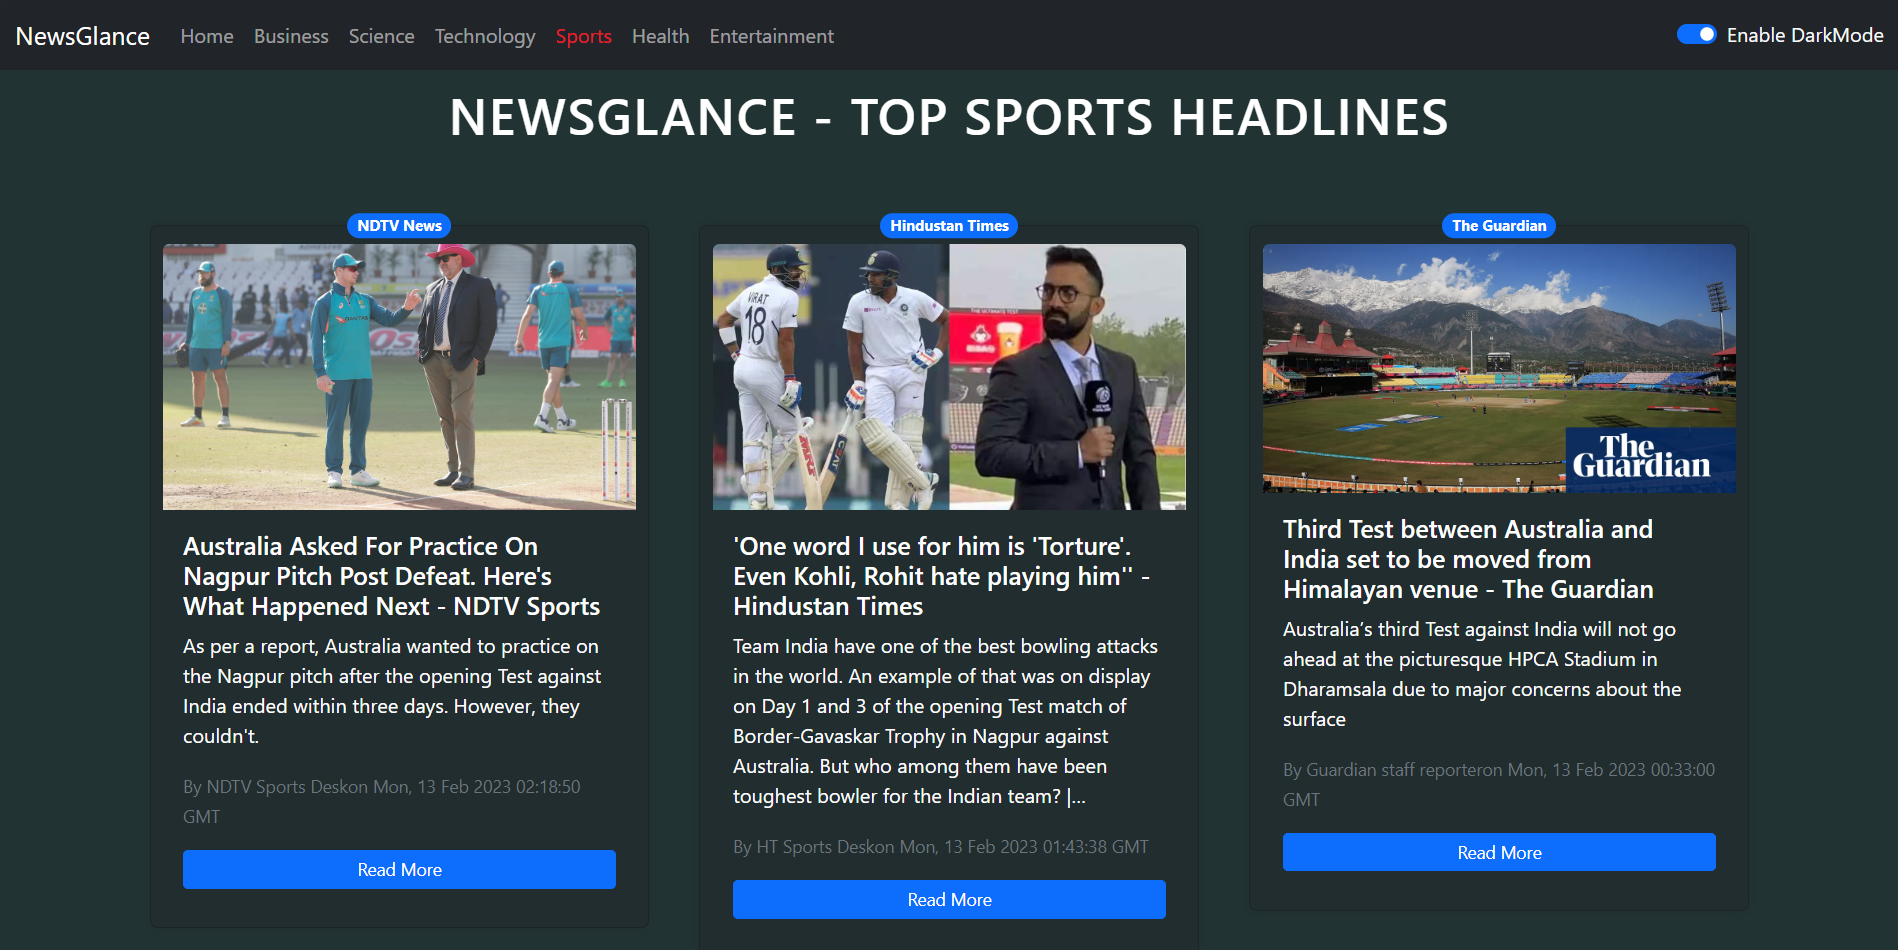 NewsGlance Home Business Science Technology Sports Health Entertainment Enable DarkMode
NEWSGLANCE - TOP SPORTS HEADLINES
NDTV News
Australia Asked For Practice On
Nagpur Pitch Post Defeat. Here's
What Happened Next - NDTV Sports
As per a report, Australia wanted to practice on
the Nagpur pitch after the opening Test against
India ended within three days. However, they
couldn't.
By NDTV Sports Deskon Mon, 13 Feb 2023 02:18:50
GMT
Read More
Hindustan Times
VIRAT
18
'One word I use for him is 'Torture'.
Even Kohli, Rohit hate playing him'' -
Hindustan Times
Team India have one of the best bowling attacks
in the world. An example of that was on display
on Day 1 and 3 of the opening Test match of
Border-Gavaskar Trophy in Nagpur against
Australia. But who among them have been
toughest bowler for the Indian team? |...
By HT Sports Deskon Mon, 13 Feb 2023 01:43:38 GMT
Read More
The Guardian
The
Guardian
Third Test between Australia and
India set to be moved from
Himalayan venue - The Guardian
Australia’s third Test against India will not go
ahead at the picturesque HPCA Stadium in
Dharamsala due to major concerns about the
surface
By Guardian staff reporteron Mon, 13 Feb 2023 00:33:00
GMT
Read More